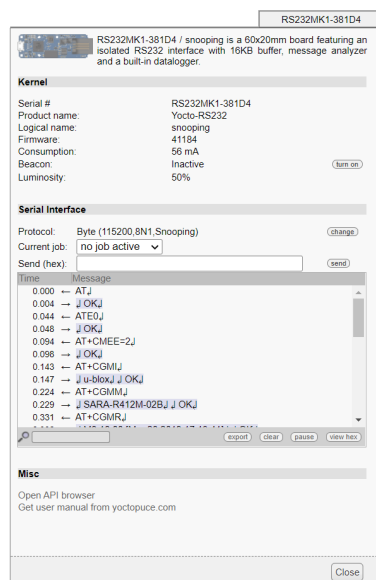 RS232MK1-381D4
RS232MK1-381D4 / snooping is a 60x20mm board featuring an
isolated RS232 interface with 16KB buffer, message analyzer
and a built-in datalogger.
Kernel
Serial # RS232MK1-381D4
Product name: Yocto-RS232
Logical name: snooping
Firmware: 41184
Consumption: 56 mA
Beacon: Inactive turn on
Luminosity: 50%
Serial Interface
Protocol: Byte (115200,8N1,Snooping) change
Current job: no job active
Send (hex): send
Time Message
0.000 ← AT↲
0.004 → ↲ OK↲
0.044 ← ATE0↲
0.048 → ↲ OK↲
0.094 ← AT+CMEE=2↲
0.098 → ↲ OK↲
0.143 ← AT+CGMI↲
0.147 → ↲ u-blox↲ ↲ OK↲
0.224 ← AT+CGMM↲
0.229 → ↲ SARA-R412M-02B↲ ↲ OK↲
0.331 ← AT+CGMR↲
export clear pause view hex
Misc
Open API browser
Get user manual from yoctopuce.com
Close